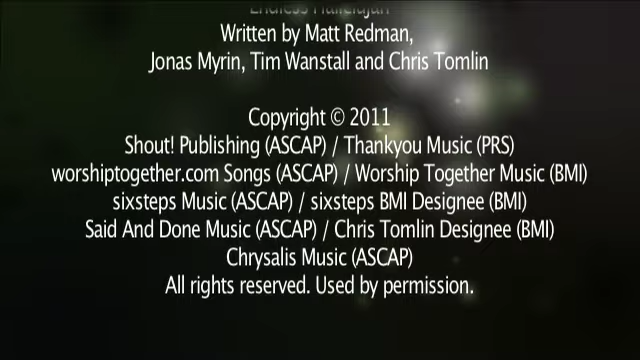 Endless Hallelujah
Written by Matt Redman,
Jonas Myrin, Tim Wanstall and Chris Tomlin
Copyright © 2011
Shout! Publishing (ASCAP) / Thankyou Music (PRS)
worshiptogether.com Songs (ASCAP) / Worship Together Music (BMI)
sixsteps Music (ASCAP) / sixsteps BMI Designee (BMI)
Said And Done Music (ASCAP) / Chris Tomlin Designee (BMI)
Chrysalis Music (ASCAP)
All rights reserved. Used by permission.